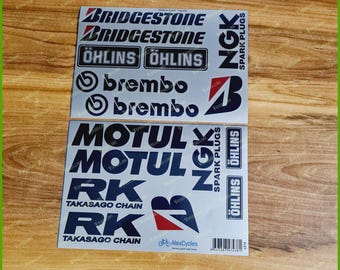 BRIDGESTONE
BRIDGESTONE
ÖHLINS ÖHLINS
brembo
brembo
B
NGK
SPARK PLUGS
MOTUL
MOTUL
RK
TAKASAGO CHAIN
RK
TAKASAGO CHAIN
B
NGK
SPARK PLUGS
ÖHLINS
ÖHLINS
AlexCycles